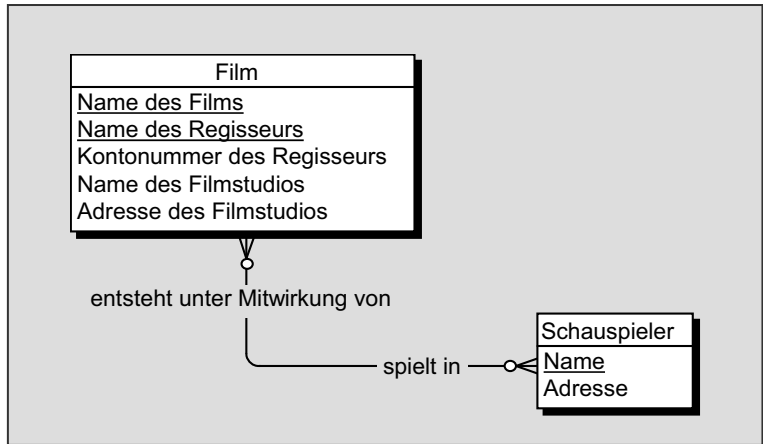 Film
Name des Films
Name des Regisseurs
Kontonummer des Regisseurs
Name des Filmstudios
Adresse des Filmstudios
entsteht unter Mitwirkung von
spielt in
Schauspieler
Name
Adresse